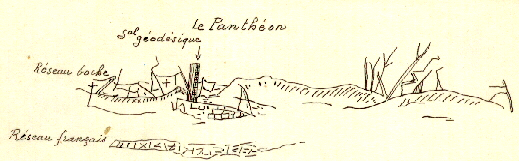 Le Panthéon
Sal géodésique
Réseau boche
Réseau français